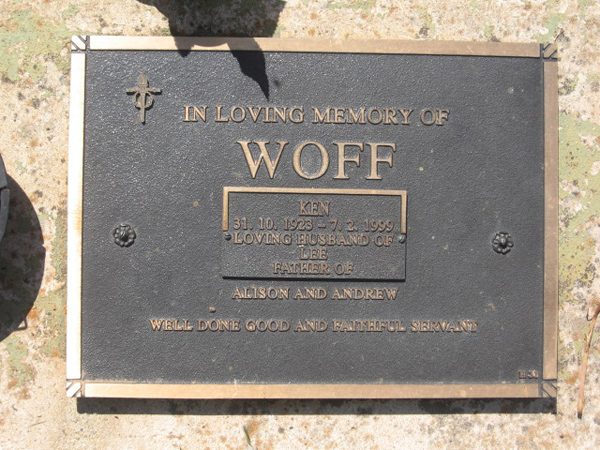 IN LOVING MEMORY OF
WOFF
KEN
31. 10. 1923 - 7. 2. 1999
LOVING HUSBAND OF
LEE
FATHER OF
ALISON AND ANDREW
WELL DONE GOOD AND FAITHFUL SERVANT